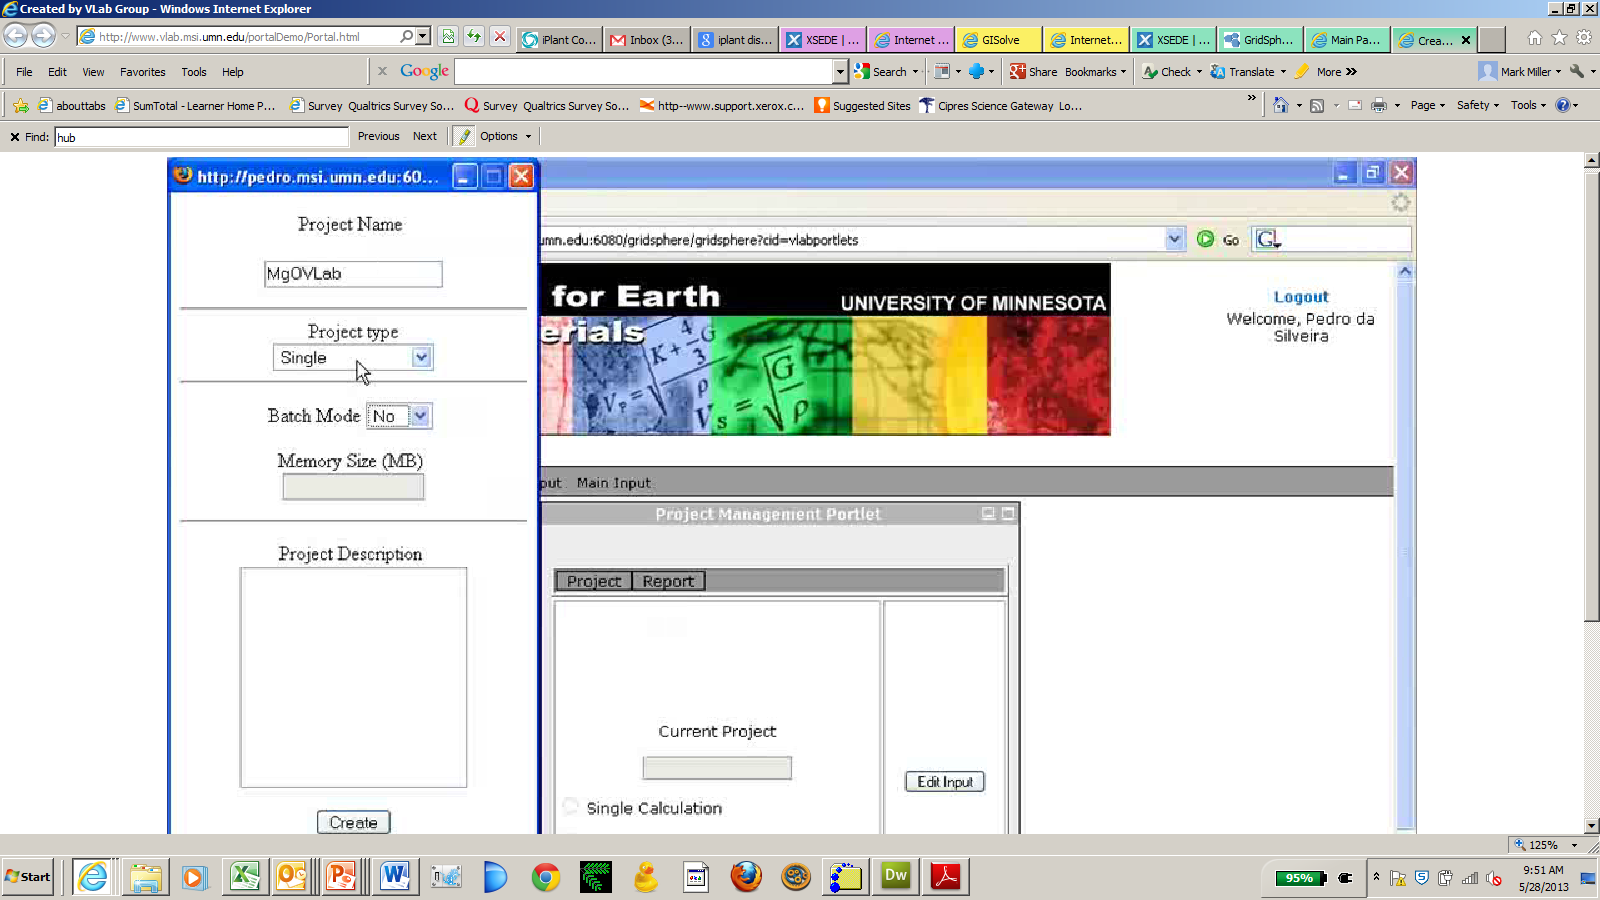 Created by VLab Group - Windows Internet Explorer
http://www.vlab.msi.umn.edu/portalDemo/Portal.html
iPlant Co...
Inbox (3...
iplant dis...
XSEDE | ...
Internet ...
GISolve
Internet...
XSEDE | ...
GridSph...
Main Pa...
Crea...
File Edit View Favorites Tools Help
Google
Search
Share
Bookmarks
Check
Translate
More »
Mark Miller
abouttabs
SumTotal - Learner Home P...
Survey Qualtrics Survey So...
Survey Qualtrics Survey So...
http--www.support.xerox.c...
Suggested Sites
Cipres Science Gateway Lo...
Page
Safety
Tools
Find: hub
Previous
Next
Options
http://pedro.msi.umn.edu:60...
Project Name
MgOVLab
Project type
Single
Batch Mode No
Memory Size (MB)
Project Description
Create
umn.edu:6080/gridsphere/gridsphere?cid=vlabportlets
Go
G
for Earth
UNIVERSITY OF MINNESOTA
erials
Logout
Welcome, Pedro da
Silveira
put Main Input
Project Management Portlet
Project Report
Current Project
Edit Input
Single Calculation
125%
Start
Dw
95%
9:51 AM
5/28/2013